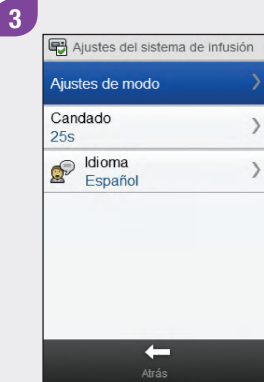 3
Ajustes del sistema de infusión
Ajustes de modo
Candado
25s
Idioma
Español
Atrás